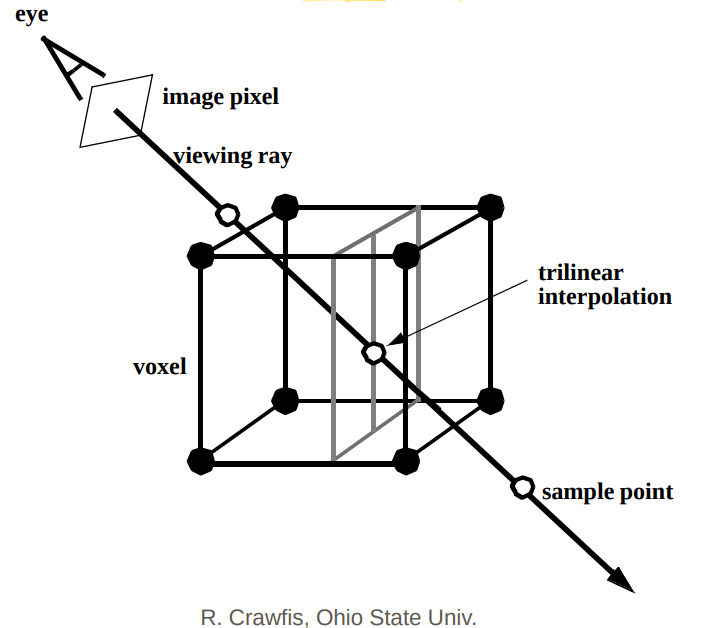 eye
image pixel
viewing ray
trilinear
interpolation
voxel
sample point
R. Crawfis, Ohio State Univ.